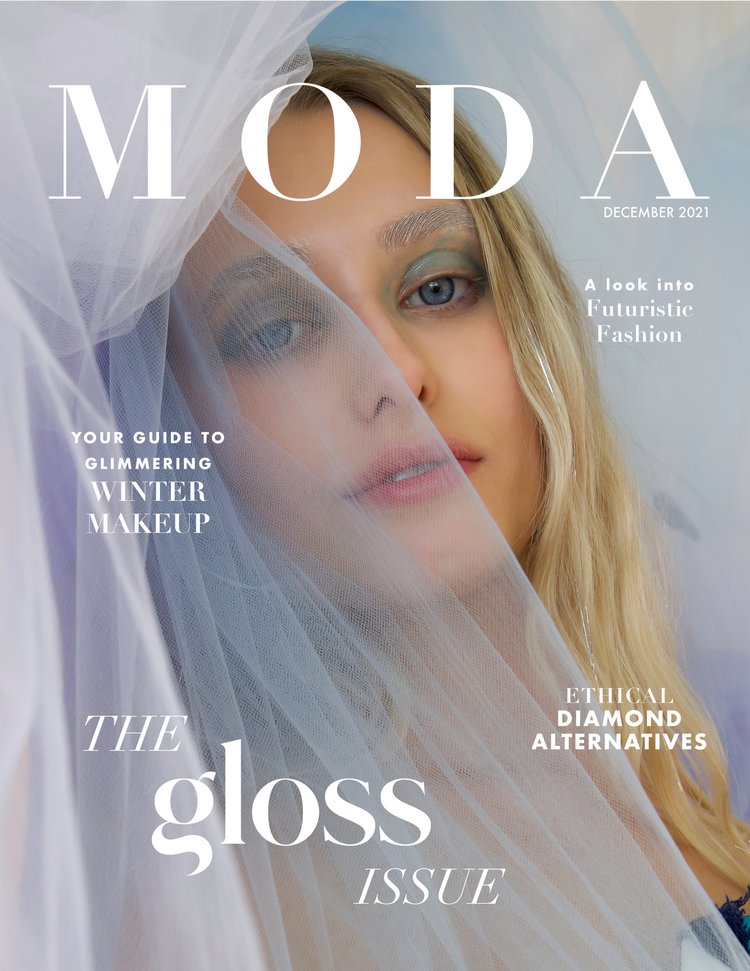 MODA
DECEMBER 2021
A look into
Futuristic
Fashion
YOUR GUIDE TO
GLIMMERING
WINTER
MAKEUP
ETHICAL
DIAMOND
ALTERNATIVES
THE
gloss
ISSUE